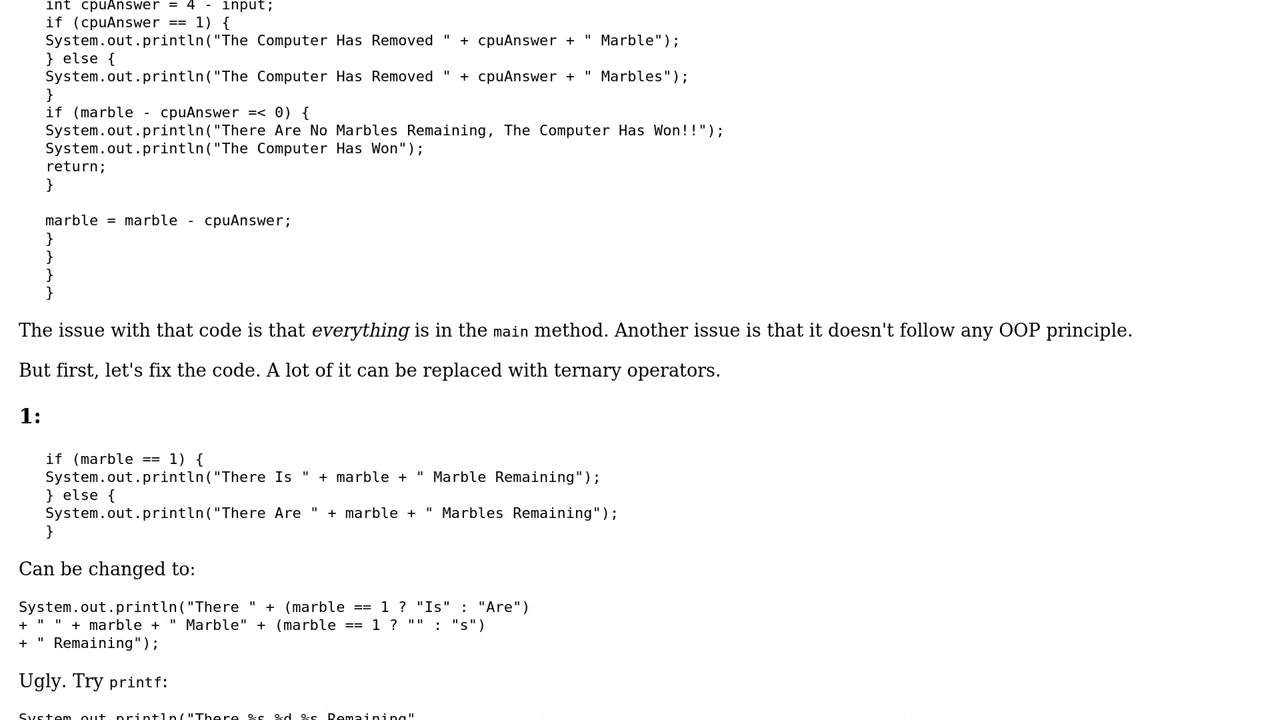 int cpuAnswer = 4 - input;
if (cpuAnswer == 1) {
System.out.println("The Computer Has Removed " + cpuAnswer + " Marble");
} else {
System.out.println("The Computer Has Removed " + cpuAnswer + " Marbles");
}
if (marble - cpuAnswer =< 0) {
System.out.println("There Are No Marbles Remaining, The Computer Has Won!!");
System.out.println("The Computer Has Won");
return;
}
marble = marble - cpuAnswer;
}
}
}
}
The issue with that code is that everything is in the main method. Another issue is that it doesn't follow any OOP principle.
But first, let's fix the code. A lot of it can be replaced with ternary operators.
1:
if (marble == 1) {
System.out.println("There Is " + marble + " Marble Remaining");
} else {
System.out.println("There Are " + marble + " Marbles Remaining");
}
Can be changed to:
System.out.println("There " + (marble == 1 ? "Is" : "Are")
+ " " + marble + " Marble" + (marble == 1 ? "" : "s")
+ " Remaining");
Ugly. Try printf:
System.out.println("There %s %d %s Remaining",